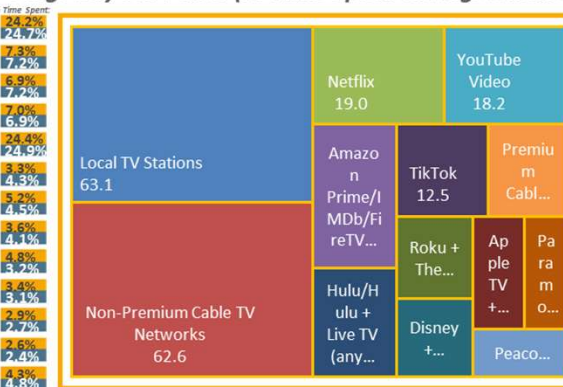 Time Spent:
24.2%
24.7%
7.3%
7.2%
6.9%
7.2%
7.0%
6.9%
24.4%
24.9%
3.3%
4.3%
5.2%
4.5%
3.6%
4.1%
4.8%
3.2%
3.4%
3.1%
2.9%
2.7%
2.6%
2.4%
4.3%
4.8%
Local TV Stations
63.1
Non-Premium Cable TV
Networks
62.6
Netflix
19.0
YouTube
Video
18.2
Amazo
n
Prime/I
MDb/Fi
reTV...
TikTok
12.5
Premiu
m
Cabl...
Hulu/H
ulu +
Live TV
(any...
Roku +
The...
Disney
+...
Ap
ple
TV
+...
Pa
ra
m
o...
Peaco...